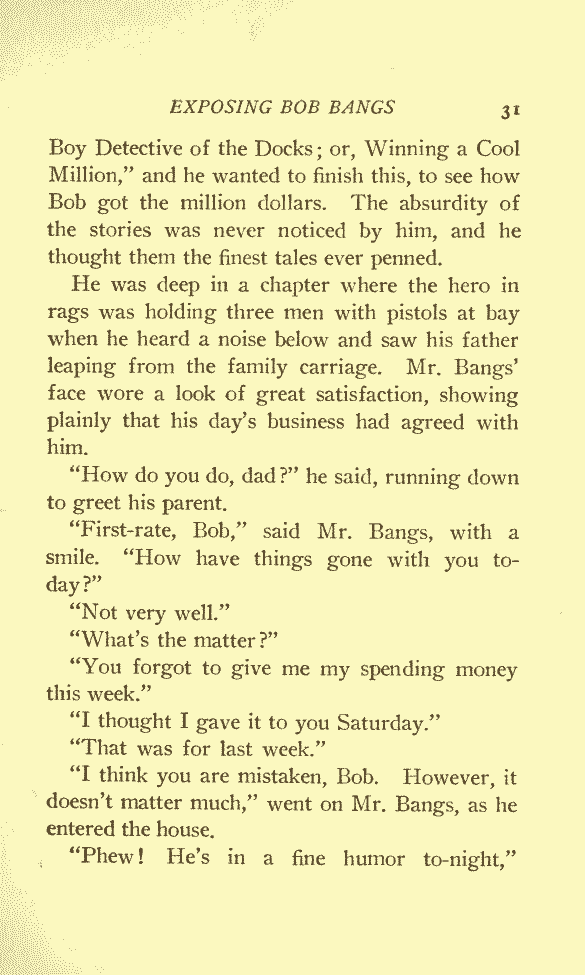 EXPOSING BOB BANGS 31
Boy Detective of the Docks; or, Winning a Cool
Million,” and he wanted to finish this, to see how
Bob got the million dollars. The absurdity of
the stories was never noticed by him, and he
thought them the finest tales ever penned.
He was deep in a chapter where the hero in
rags was holding three men with pistols at bay
when he heard a noise below and saw his father
leaping from the family carriage. Mr. Bangs’
face wore a look of great satisfaction, showing
plainly that his day’s business had agreed with
him.
“How do you do, dad?” he said, running down
to greet his parent.
“First-rate, Bob,” said Mr. Bangs, with a
smile. “How have things gone with you to-
day?”
“Not very well.”
“What’s the matter?”
“You forgot to give me my spending money
this week.”
“I thought I gave it to you Saturday.”
“That was for last week.”
“I think you are mistaken, Bob. However, it
doesn’t matter much,” went on Mr. Bangs, as he
entered the house.
“Phew! He’s in a fine humor to-night,”